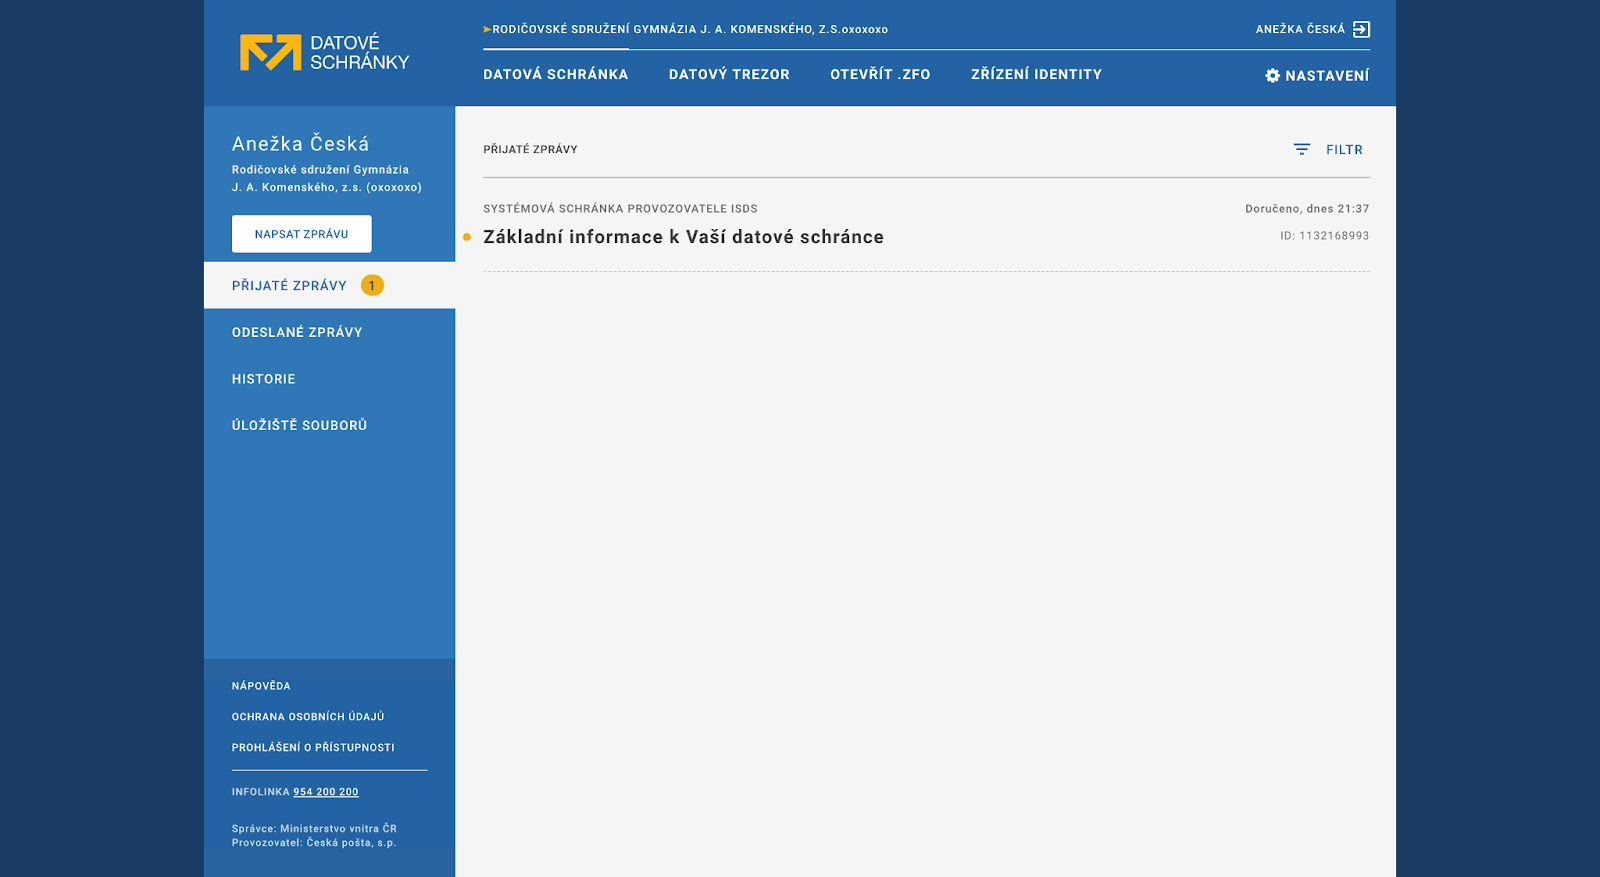 DATOVÉ
SCHRÁNKY
➤RODIČOVSKÉ SDRUŽENÍ GYMNÁZIA J. A. KOMENSKÉHO, Z.S.oxoxoxo
ANEŽKA ČESKÁ
DATOVÁ SCHRÁNKA
DATOVÝ TREZOR
OTEVŘÍT .ZFO
ZŘÍZENÍ IDENTITY
NASTAVENÍ
Anežka Česká
Rodičovské sdružení Gymnázia
J. A. Komenského, z.s. (oxoxoxo)
NAPSAT ZPRÁVU
PŘIJATÉ ZPRÁVY 1
ODESLANÉ ZPRÁVY
HISTORIE
ÚLOŽIŠTĚ SOUBORŮ
NÁPOVĚDA
OCHRANA OSOBNÍCH ÚDAJŮ
PROHLÁŠENÍ O PŘÍSTUPNOSTI
INFOLINKA 954 200 200
Správce: Ministerstvo vnitra ČR
Provozovatel: Česká pošta, s.p.
PŘIJATÉ ZPRÁVY
FILTR
SYSTÉMOVÁ SCHRÁNKA PROVOZOVATELE ISDS
Doručeno, dnes 21:37
Základní informace k Vaší datové schránce
ID: 1132168993